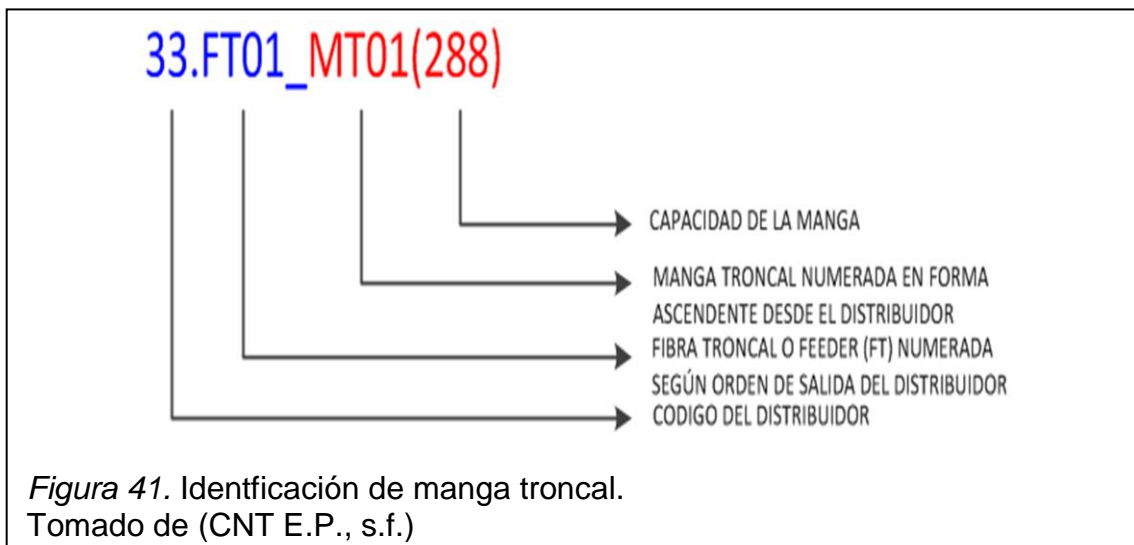 33.FT01_MT01(288)
CAPACIDAD DE LA MANGA
MANGA TRONCAL NUMERADA EN FORMA
ASCENDENTE DESDE EL DISTRIBUIDOR
FIBRA TRONCAL O FEEDER (FT) NUMERADA
SEGÚN ORDEN DE SALIDA DEL DISTRIBUIDOR
CODIGO DEL DISTRIBUIDOR
Figura 41. Identficación de manga troncal.
Tomado de (CNT E.P., s.f.)